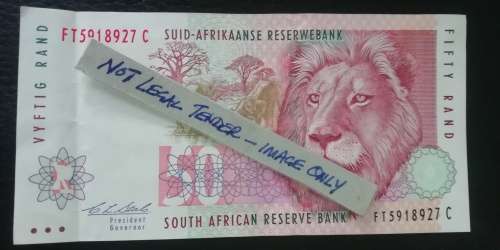 FT5918927 C
SUID-AFRIKAANSE RESERWEBANK
VYFTIG RAND
FIFTY RAND
NOT LEGAL TENDER – IMAGE ONLY
50
President
Governor
SOUTH AFRICAN RESERVE BANK
FT5918927 C